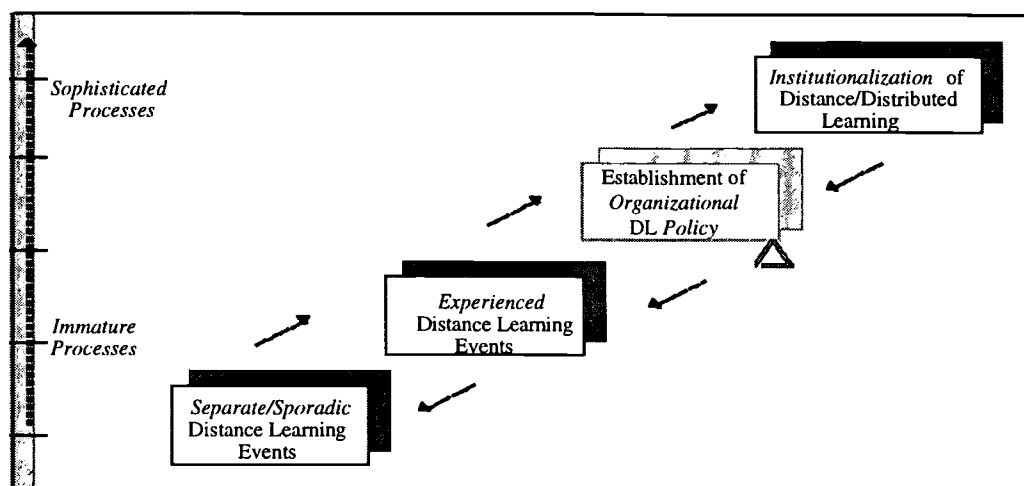 Sophisticated
Processes
Institutionalization of
Distance/Distributed
Learning
Establishment of
Organizational
DL Policy
Immature
Processes
Experienced
Distance Learning
Events
Separate/Sporadic
Distance Learning
Events